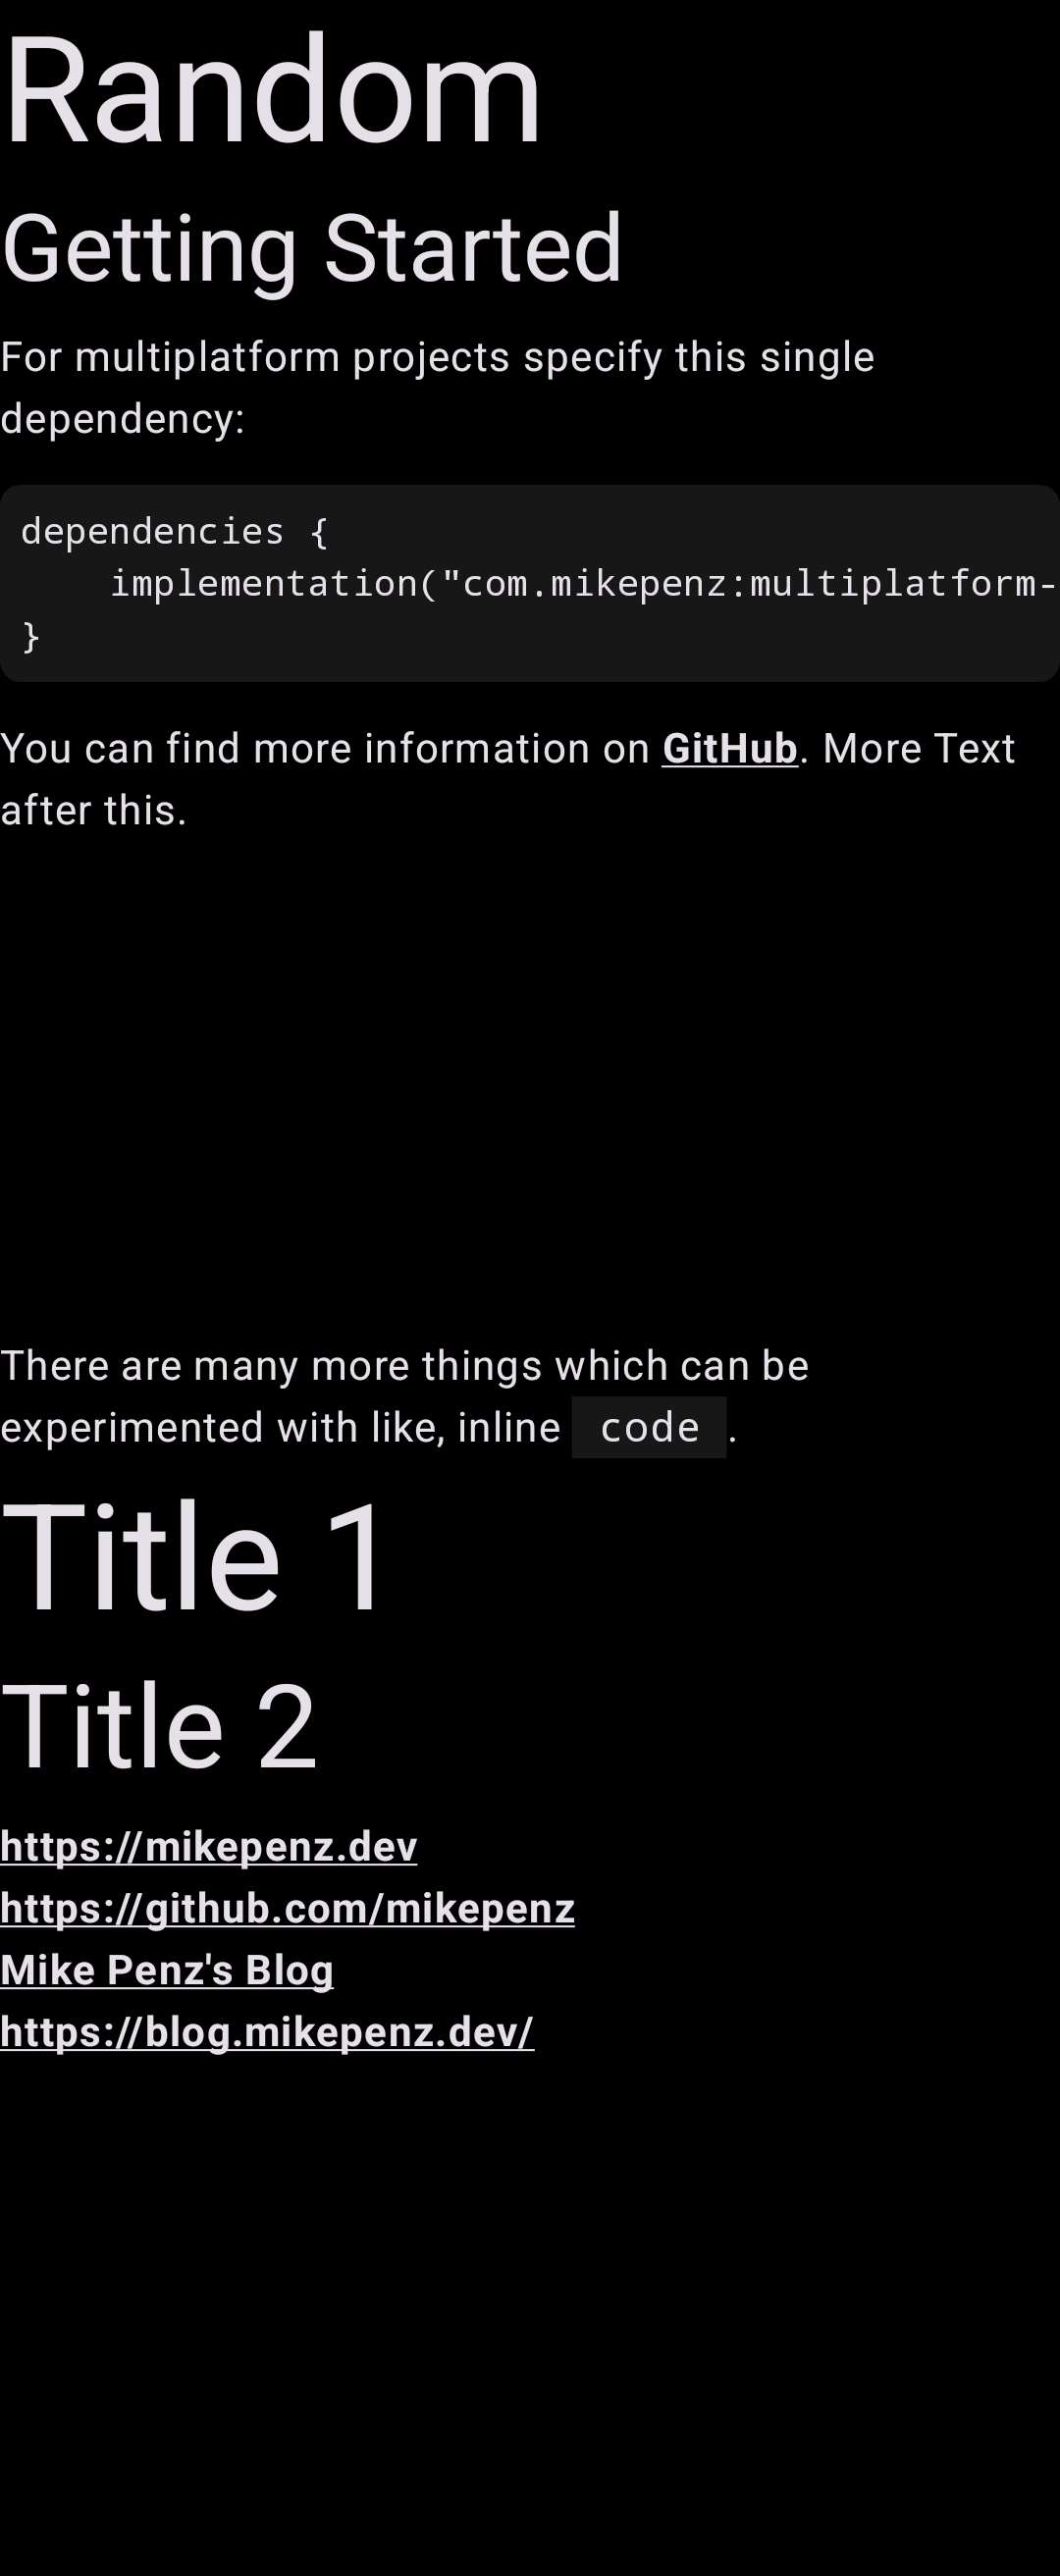 Random
Getting Started
For multiplatform projects specify this single
dependency:
dependencies {
    implementation("com.mikepenz:multiplatform-
}
You can find more information on GitHub. More Text
after this.
There are many more things which can be
experimented with like, inline code .
Title 1
Title 2
https://mikepenz.dev
https://github.com/mikepenz
Mike Penz's Blog
https://blog.mikepenz.dev/